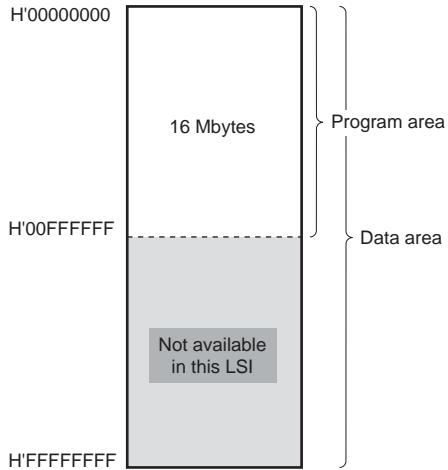 H'00000000
16 Mbytes
Program area
H'00FFFFFF
Data area
Not available
in this LSI
H'FFFFFFFF